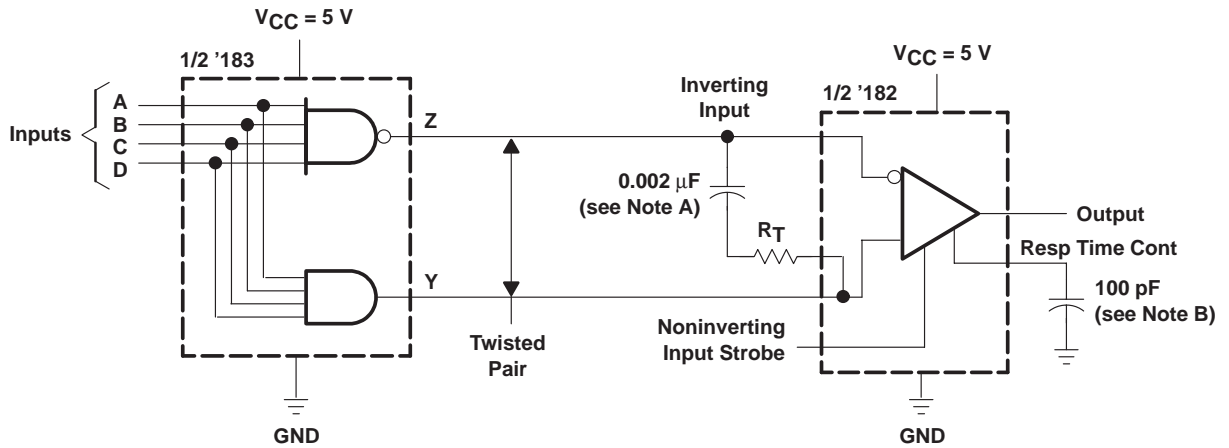 VCC = 5 V
1/2 '183
Inputs
A
B
C
D
Z
Y
Twisted
Pair
GND
Inverting
Input
0.002 µF
(see Note A)
RT
Noninverting
Input Strobe
VCC = 5 V
1/2 '182
Output
Resp Time Cont
100 pF
(see Note B)
GND